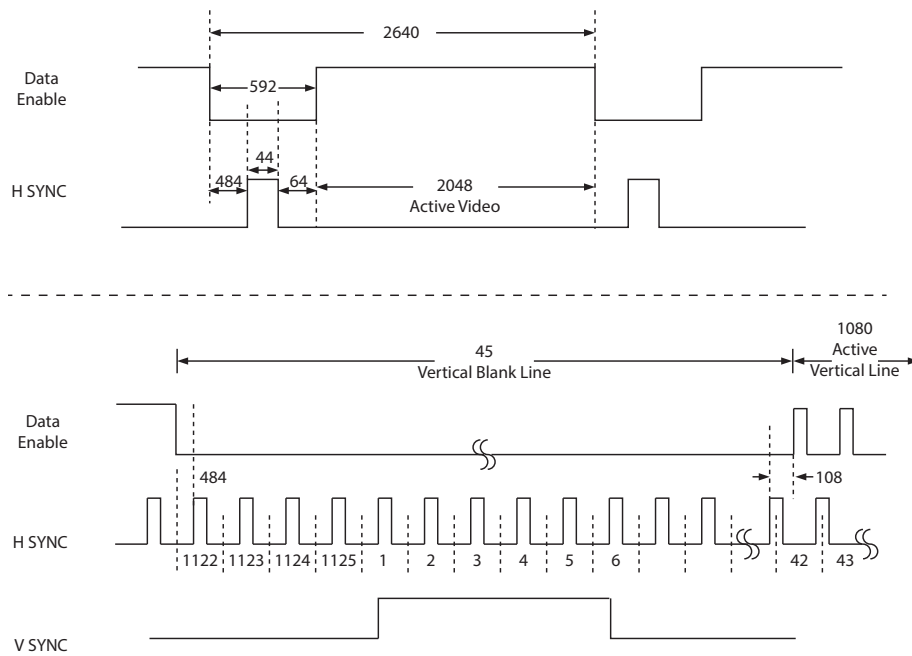 2640
Data
Enable
592
44
484
64
H SYNC
2048
Active Video
45
Vertical Blank Line
1080
Active
Vertical Line
Data
Enable
484
108
H SYNC
1122 1123 1124 1125 1 2 3 4 5 6 42 43
V SYNC